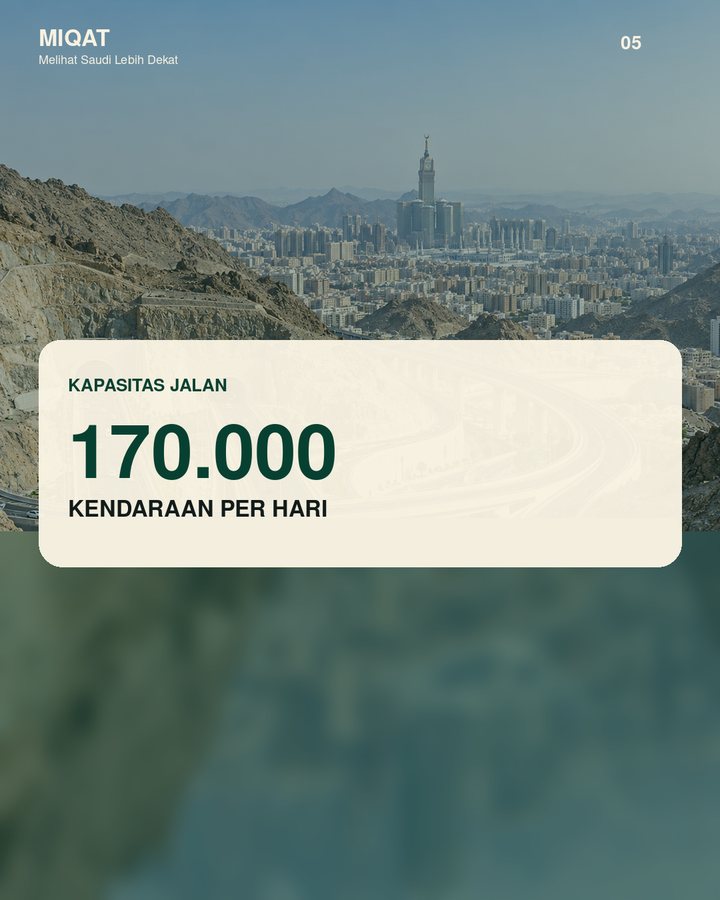 MIQAT
Melihat Saudi Lebih Dekat
05
KAPASITAS JALAN
170.000
KENDARAAN PER HARI